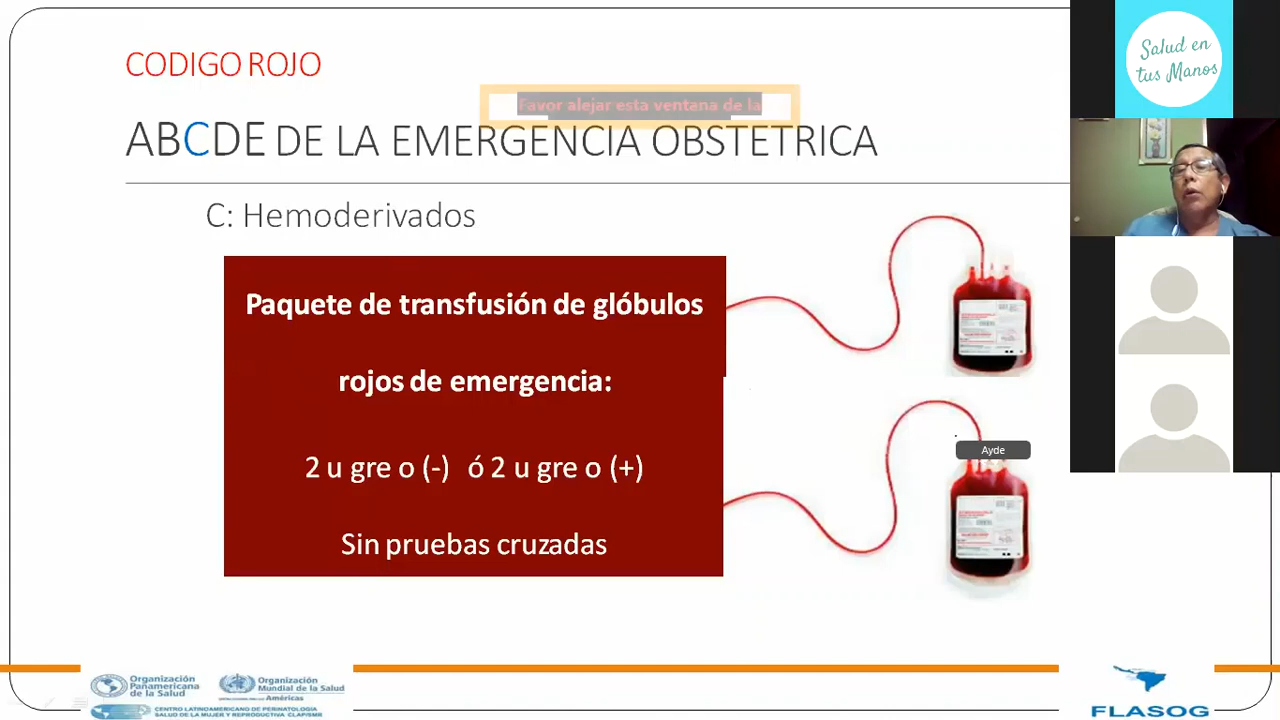 CODIGO ROJO
Favor alejar esta ventana de la
ABCDE DE LA EMERGENCIA OBSTETRICA
C: Hemoderivados
Paquete de transfusión de glóbulos
rojos de emergencia:
2 u gre o (-) ó 2 u gre o (+)
Sin pruebas cruzadas
Ayde
Salud en
tus Manos
Organización
Panamericana
de la Salud
Organización
Mundial de la Salud
Américas
CENTRO LATINOAMERICANO DE PERINATOLOGIA
SALUD DE LA MUJER Y REPRODUCTIVA CLAP/SMR
FLASOG